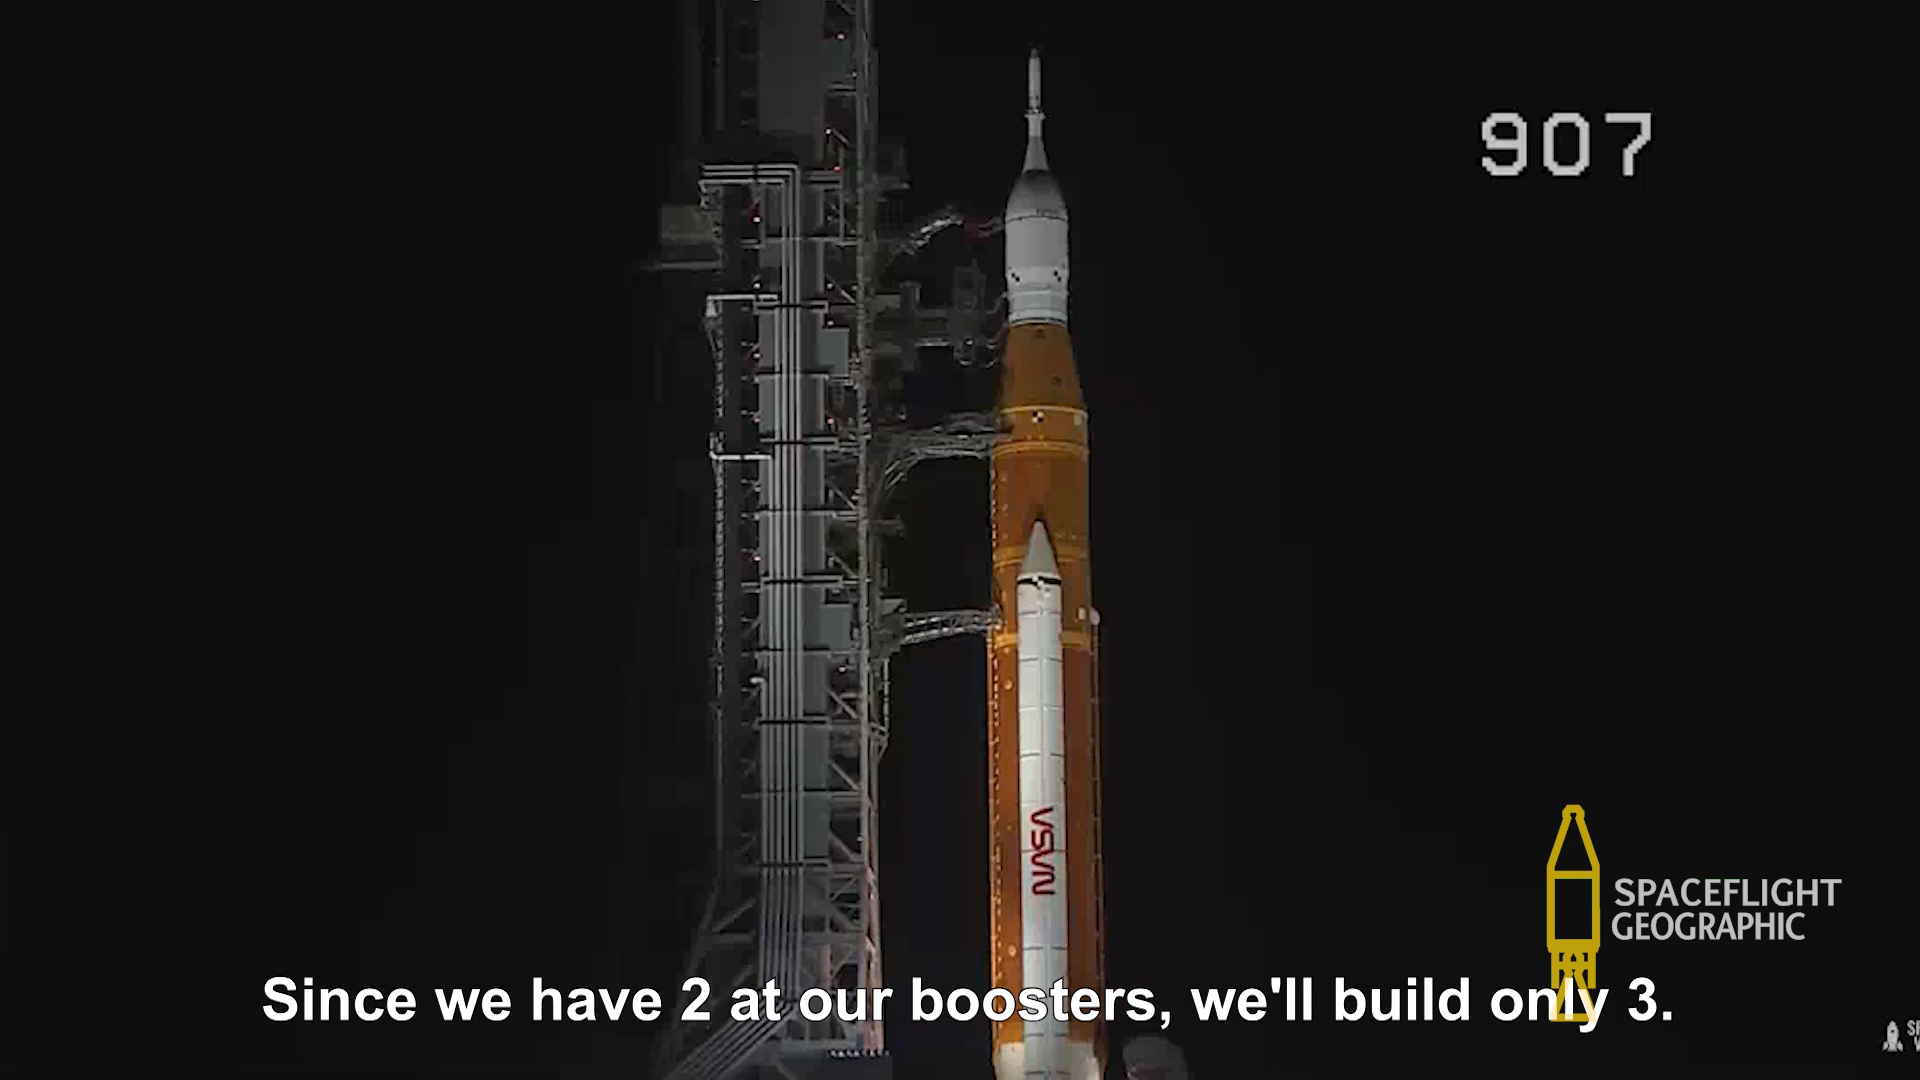 907
NASA
SPACEFLIGHT
GEOGRAPHIC
Since we have 2 at our boosters, we'll build only 3.